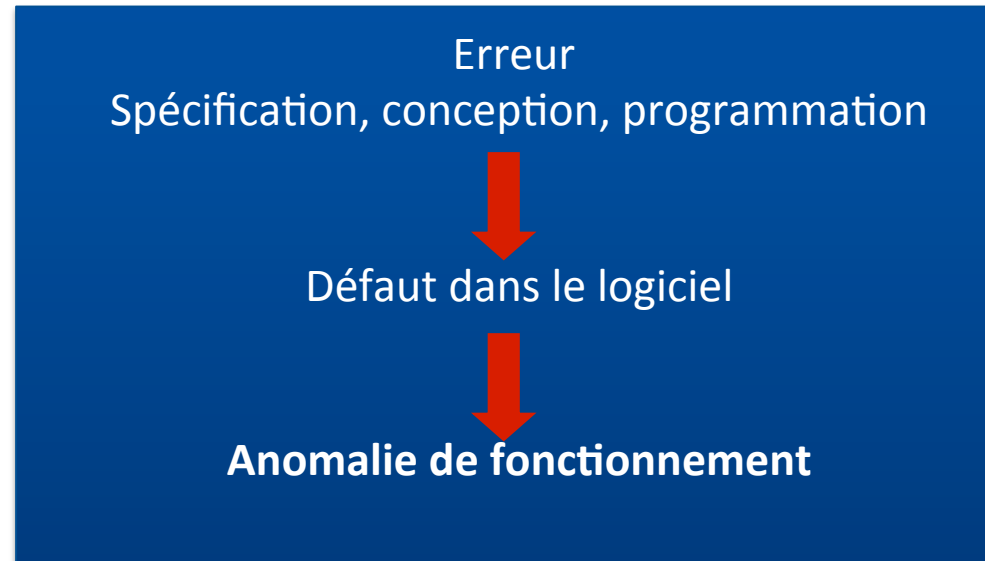 Erreur
Spécification, conception, programmation
Défaut dans le logiciel
Anomalie de fonctionnement